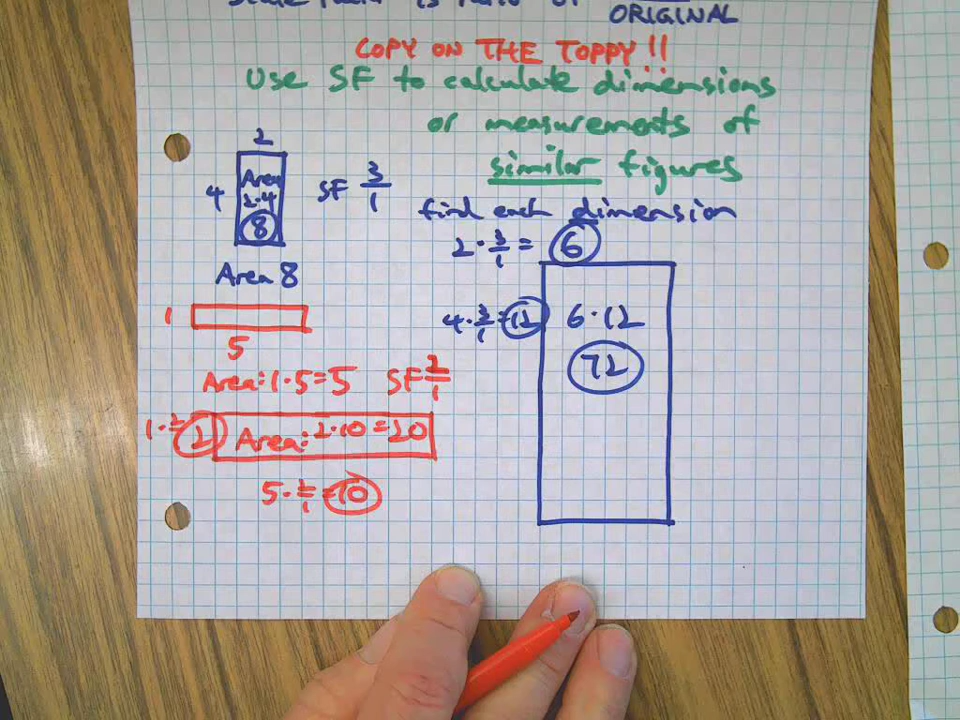 is ratio of
ORIGINAL
COPY ON THE TOPPY!!
Use SF to calculate dimensions
or measurements of
similar figures
2
4
Area
2·4
8
SF 3/1
Area 8
find each dimension
2 · 3/1 = 6
4 · 3/1 = 12
6 · 12
72
1
5
Area: 1·5=5 SF 2/1
1 · 2/1 2
Area: 2·10=20
5 · 2/1 = 10